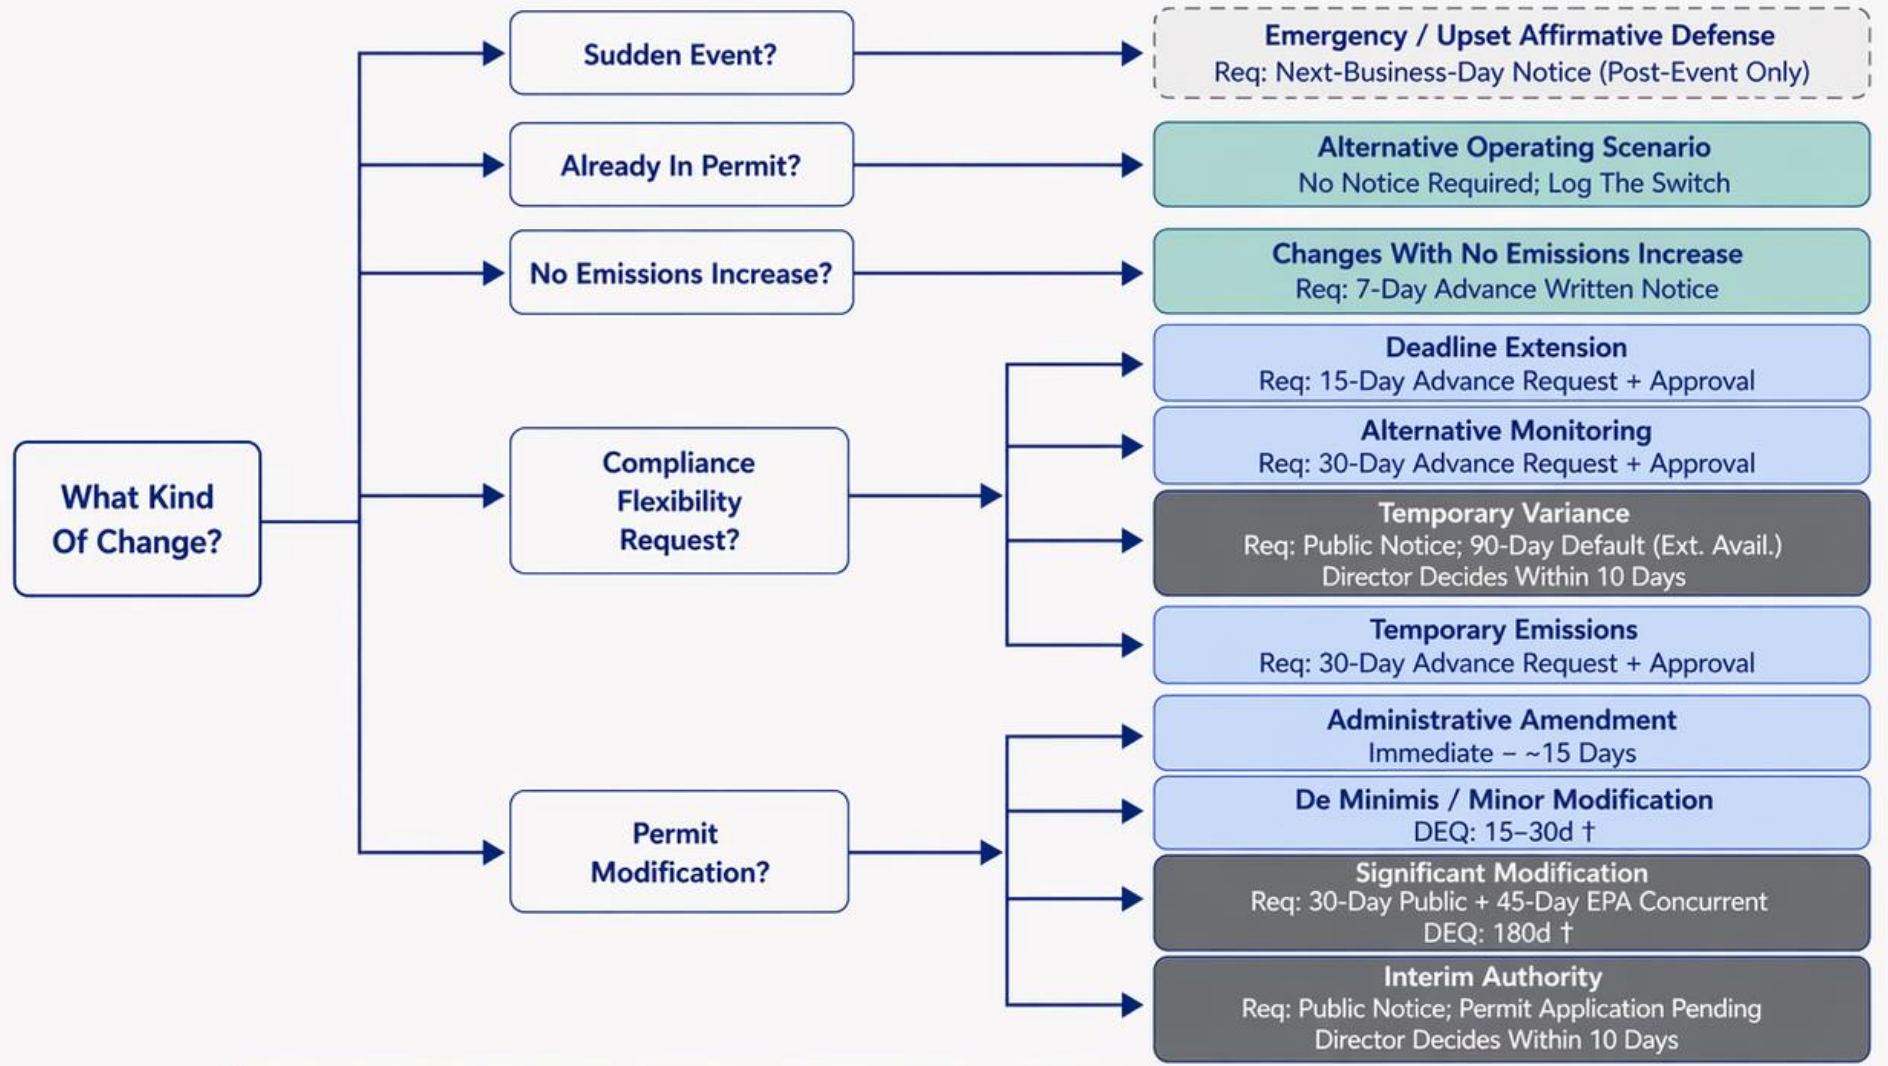 Sudden Event?
Emergency / Upset Affirmative Defense
Req: Next-Business-Day Notice (Post-Event Only)
Already In Permit?
Alternative Operating Scenario
No Notice Required; Log The Switch
No Emissions Increase?
Changes With No Emissions Increase
Req: 7-Day Advance Written Notice
What Kind
Of Change?
Compliance
Flexibility
Request?
Deadline Extension
Req: 15-Day Advance Request + Approval
Alternative Monitoring
Req: 30-Day Advance Request + Approval
Temporary Variance
Req: Public Notice; 90-Day Default (Ext. Avail.)
Director Decides Within 10 Days
Temporary Emissions
Req: 30-Day Advance Request + Approval
Permit
Modification?
Administrative Amendment
Immediate – ~15 Days
De Minimis / Minor Modification
DEQ: 15–30d †
Significant Modification
Req: 30-Day Public + 45-Day EPA Concurrent
DEQ: 180d †
Interim Authority
Req: Public Notice; Permit Application Pending
Director Decides Within 10 Days